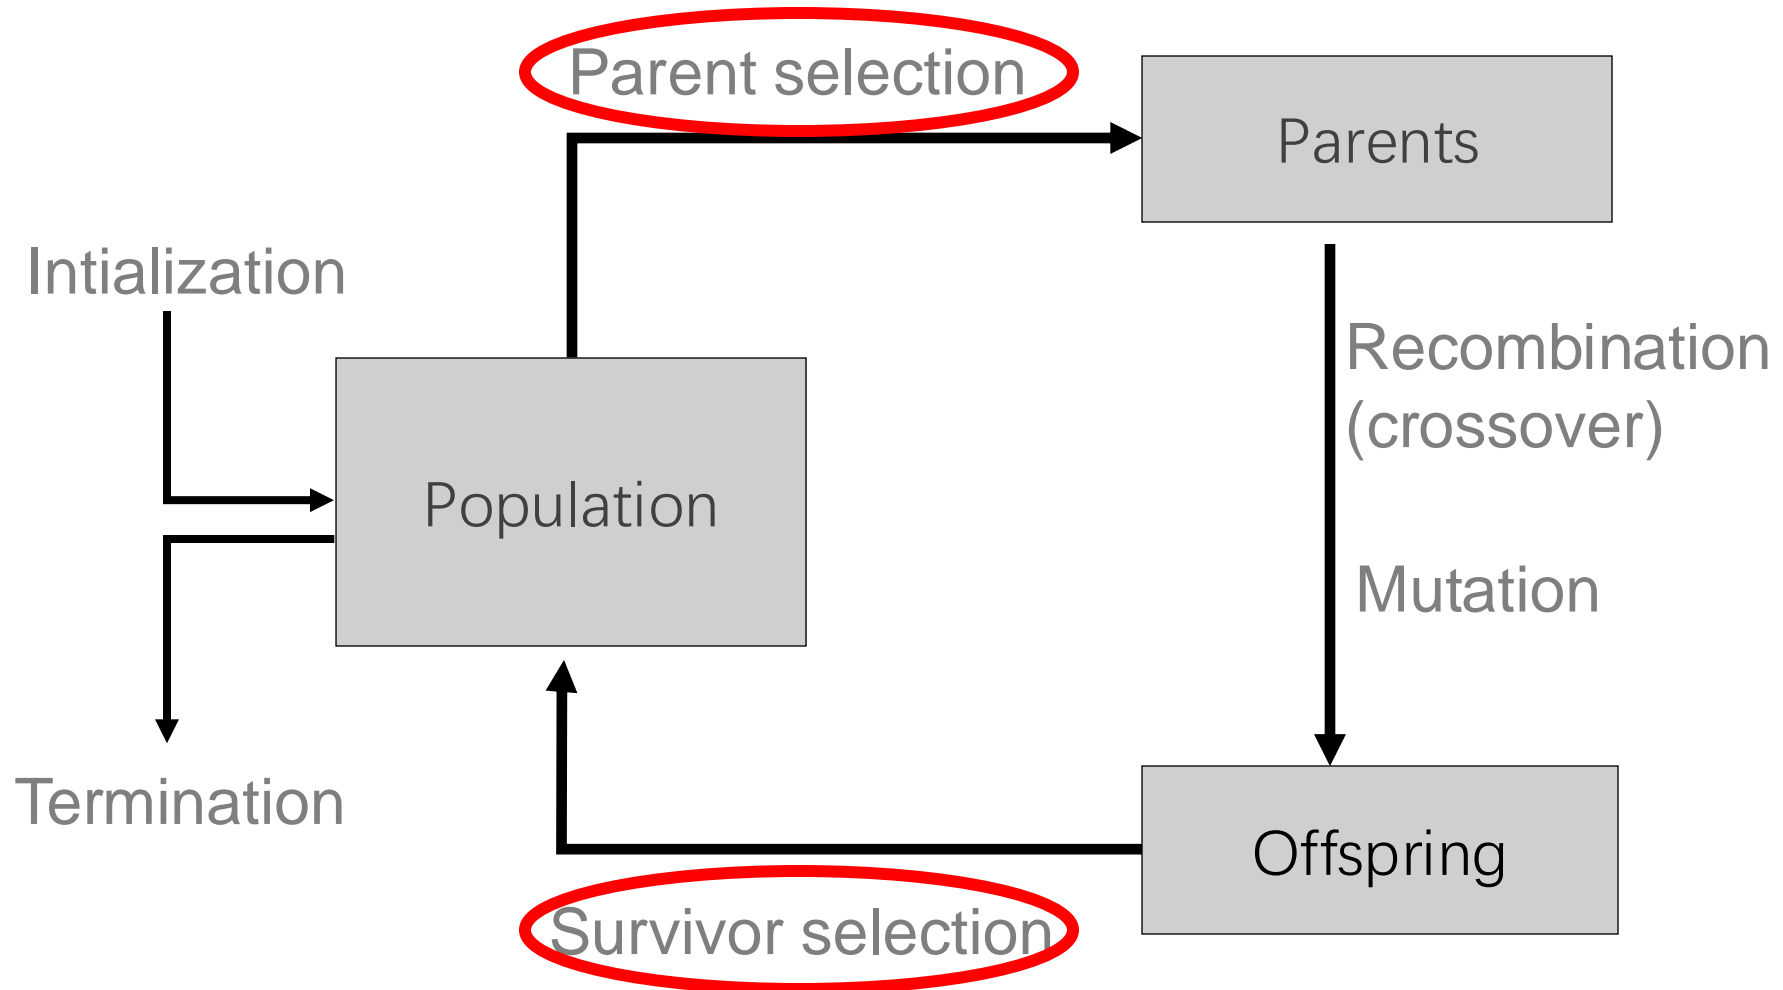 Parent selection
Parents
Intialization
Recombination
(crossover)
Population
Mutation
Termination
Offspring
Survivor selection